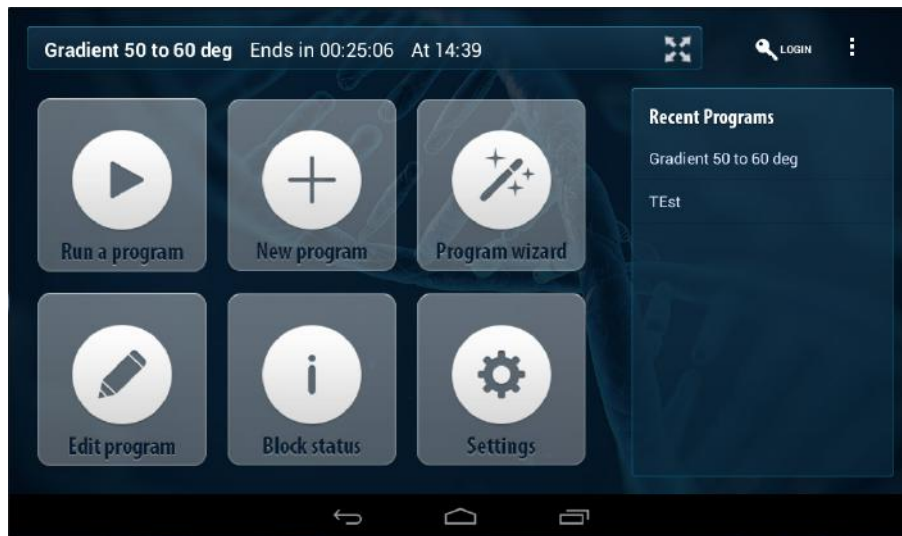 Gradient 50 to 60 deg Ends in 00:25:06 At 14:39
LOGIN
Run a program
New program
Program wizard
Edit program
Block status
Settings
Recent Programs
Gradient 50 to 60 deg
TEst